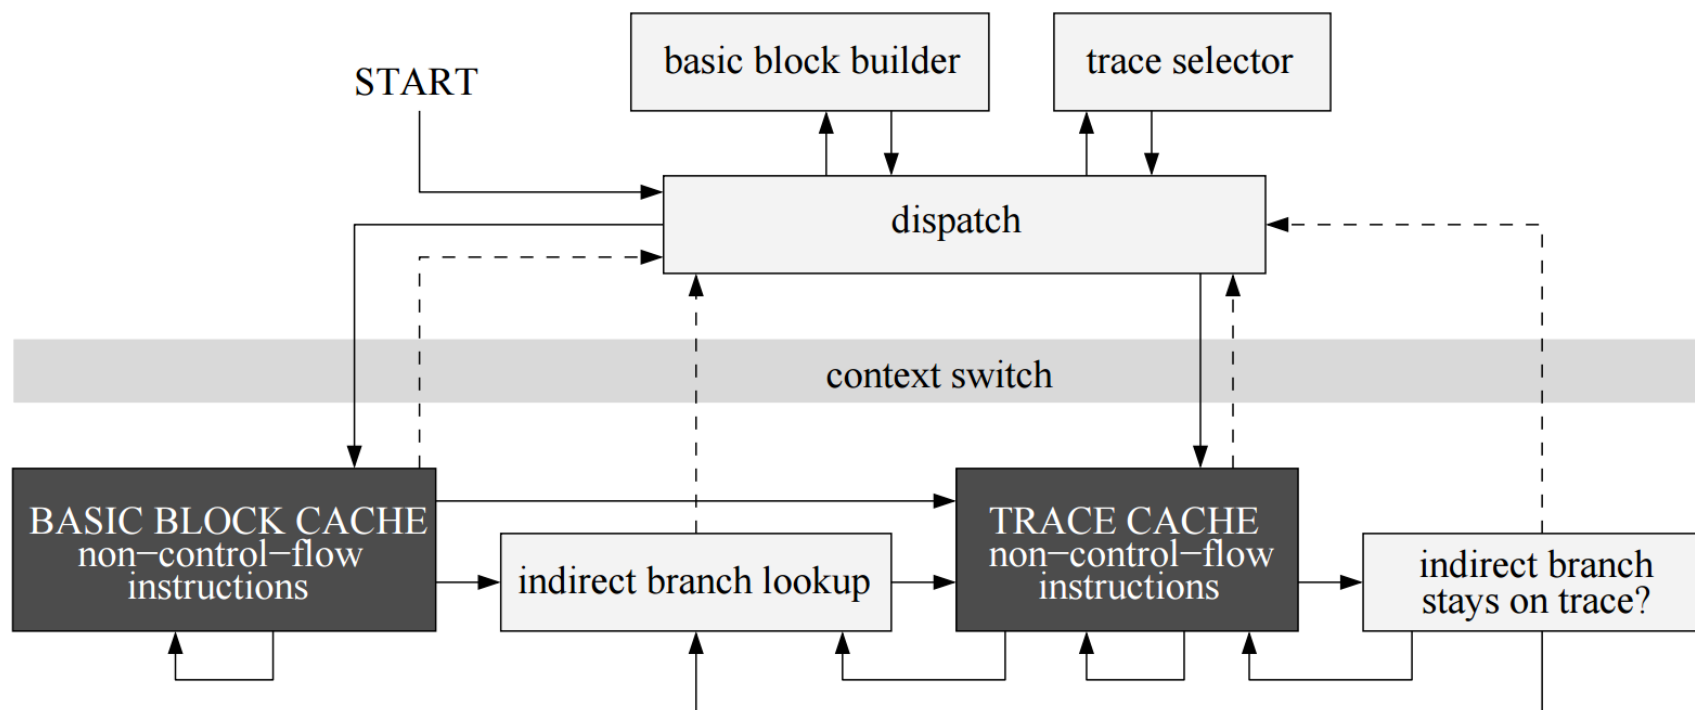 basic block builder
trace selector
START
dispatch
context switch
BASIC BLOCK CACHE
non−control−flow
instructions
indirect branch lookup
TRACE CACHE
non−control−flow
instructions
indirect branch
stays on trace?